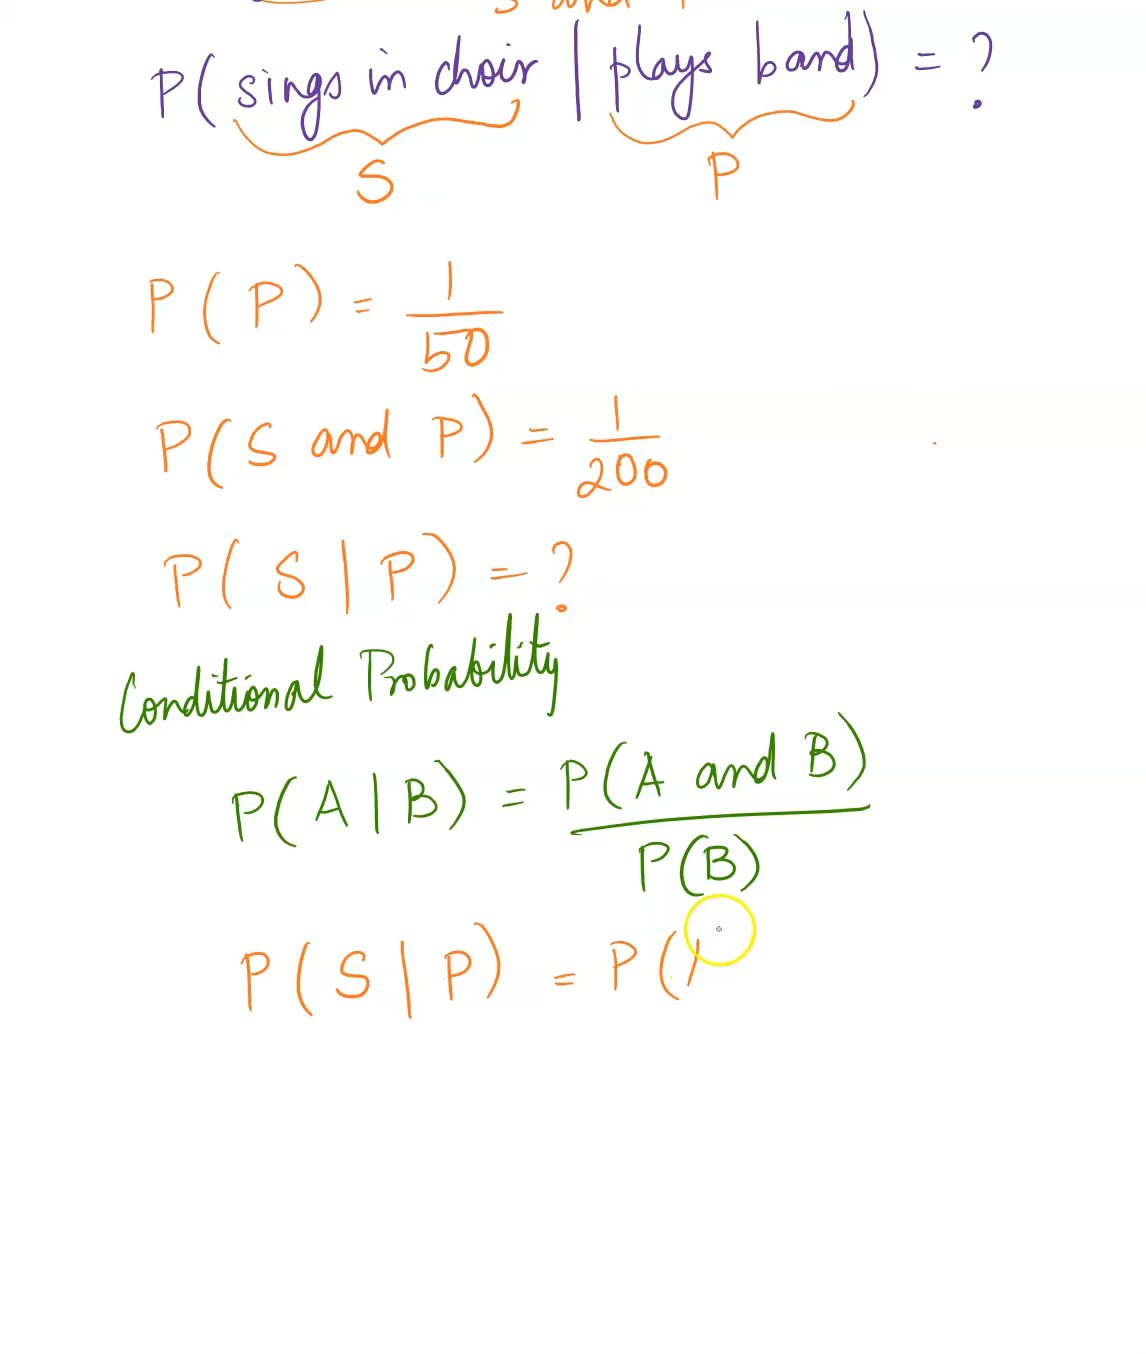 P(sings in choir | plays band) = ?
S P
P(P) = 1/50
P(S and P) = 1/200
P(S | P) = ?
Conditional Probability
P(A | B) = P(A and B)/P(B)
P(S | P) = P(